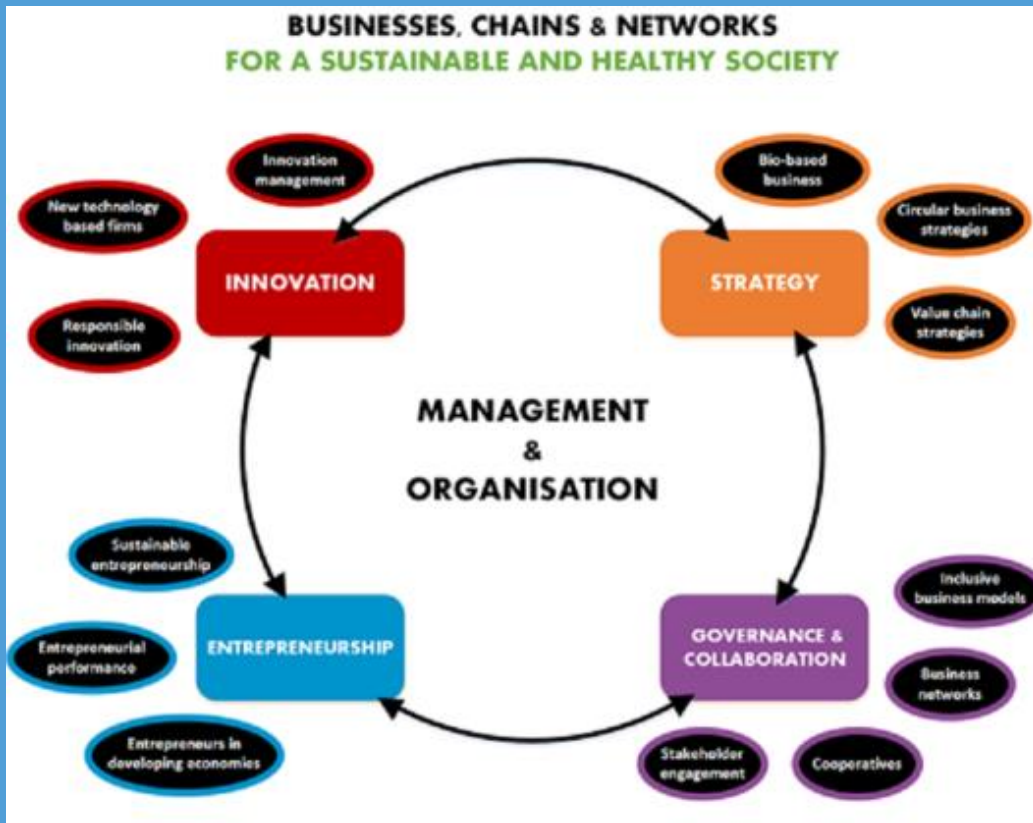 BUSINESSES, CHAINS & NETWORKS
FOR A SUSTAINABLE AND HEALTHY SOCIETY
Innovation
management
New technology
based firms
Responsible
innovation
INNOVATION
Bio-based
business
Circular business
strategies
Value chain
strategies
STRATEGY
MANAGEMENT
&
ORGANISATION
Sustainable
entrepreneurship
Entrepreneurial
performance
Entrepreneurs in
developing economies
ENTREPRENEURSHIP
GOVERNANCE &
COLLABORATION
Inclusive
business models
Business
networks
Stakeholder
engagement
Cooperatives